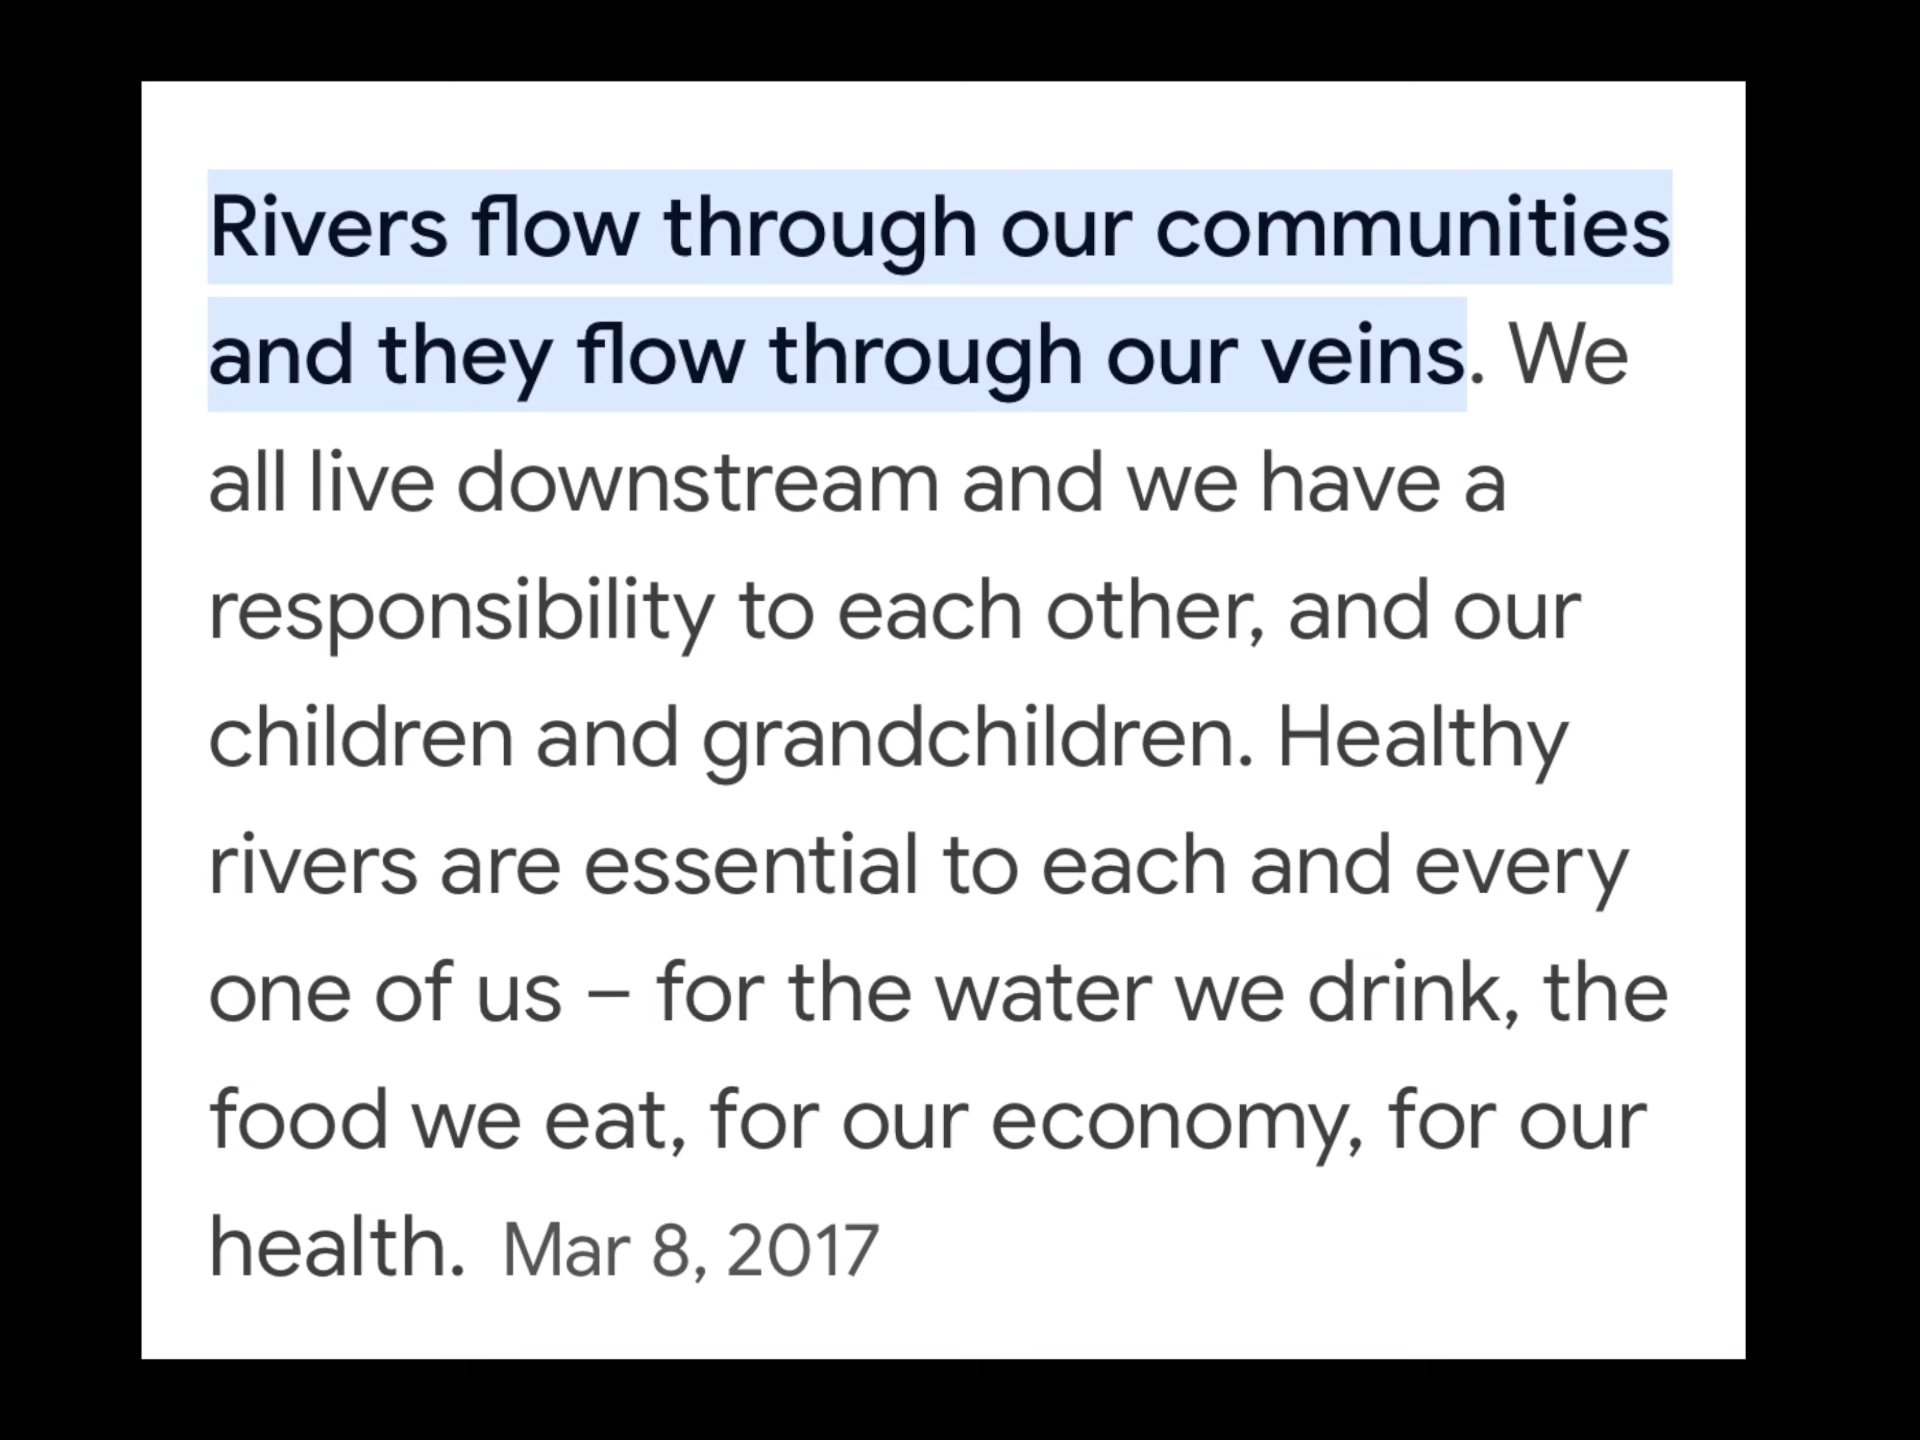 Rivers flow through our communities
and they flow through our veins. We
all live downstream and we have a
responsibility to each other, and our
children and grandchildren. Healthy
rivers are essential to each and every
one of us – for the water we drink, the
food we eat, for our economy, for our
health. Mar 8, 2017